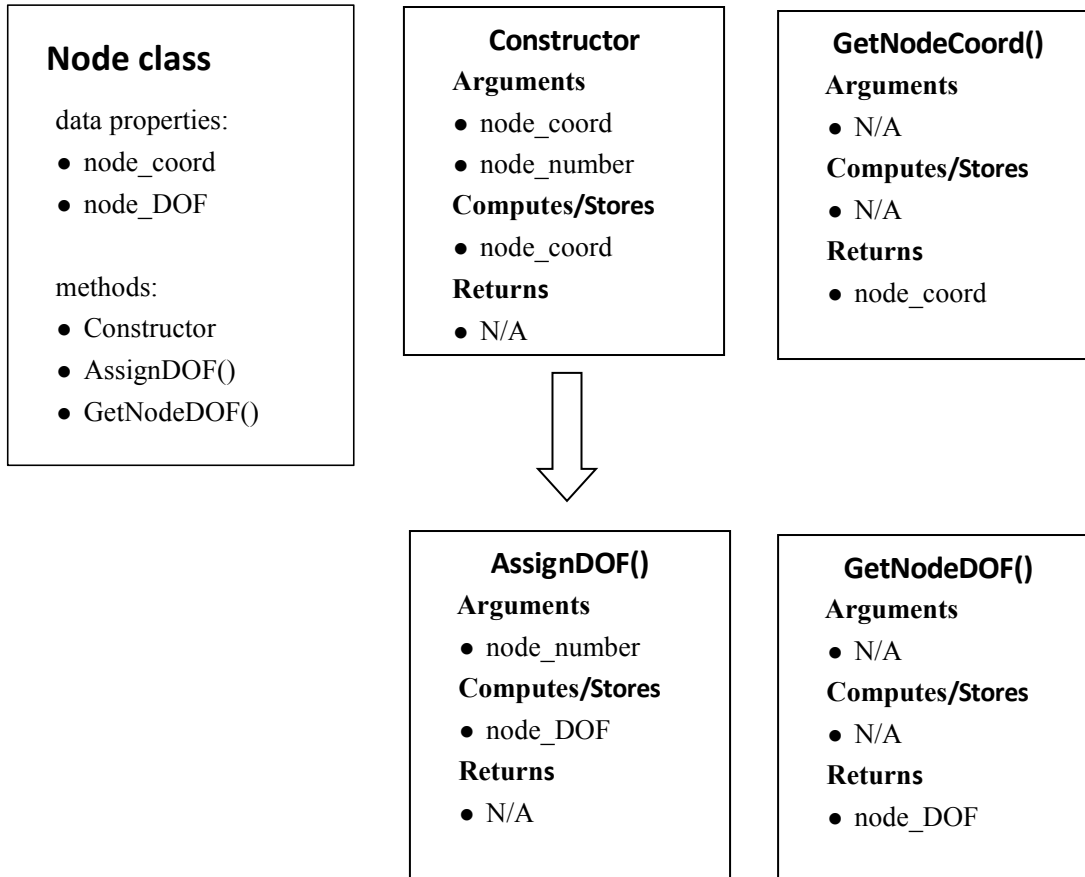 Node class
data properties:
● node_coord
● node_DOF
methods:
● Constructor
● AssignDOF()
● GetNodeDOF()
Constructor
Arguments
● node_coord
● node_number
Computes/Stores
● node_coord
Returns
● N/A
GetNodeCoord()
Arguments
● N/A
Computes/Stores
● N/A
Returns
● node_coord
AssignDOF()
Arguments
● node_number
Computes/Stores
● node_DOF
Returns
● N/A
GetNodeDOF()
Arguments
● N/A
Computes/Stores
● N/A
Returns
● node_DOF